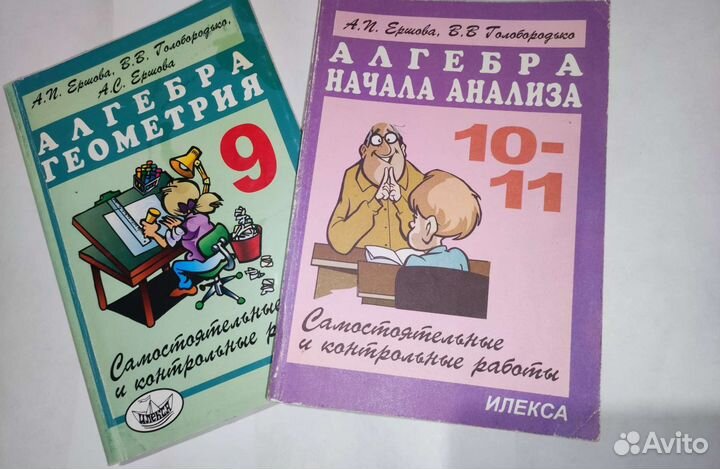 А.П. Ершова, В.В. Голобородько,
А.С. Ершова
АЛГЕБРА
ГЕОМЕТРИЯ
9
Самостоятельные
и контрольные р
ИЛЕКСА
А.П. Ершова, В.В Голобородько
АЛГЕБРА
НАЧАЛА АНАЛИЗА
10-
11
Самостоятельные
и контрольные работы
ИЛЕКСА
Avito